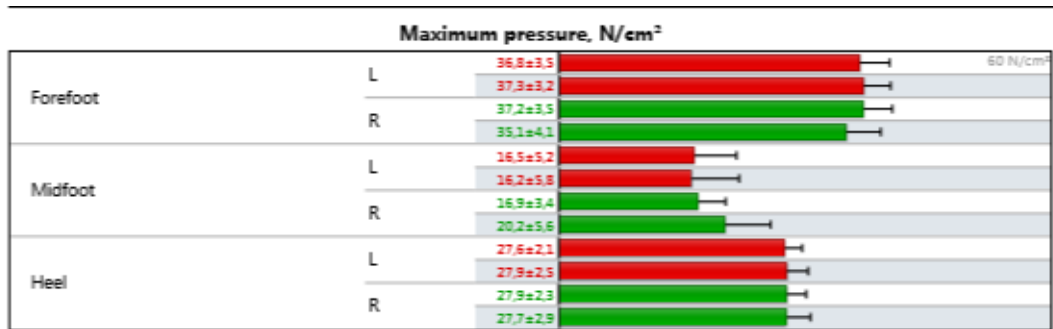 Maximum pressure, N/cm²
60 N/cm²
Forefoot
L
36,8±3,5
37,3±3,2
R
37,2±3,5
35,1±4,1
Midfoot
L
16,5±5,2
16,2±5,8
R
16,9±3,4
20,2±5,6
Heel
L
27,6±2,1
27,9±2,5
R
27,9±2,3
27,7±2,9